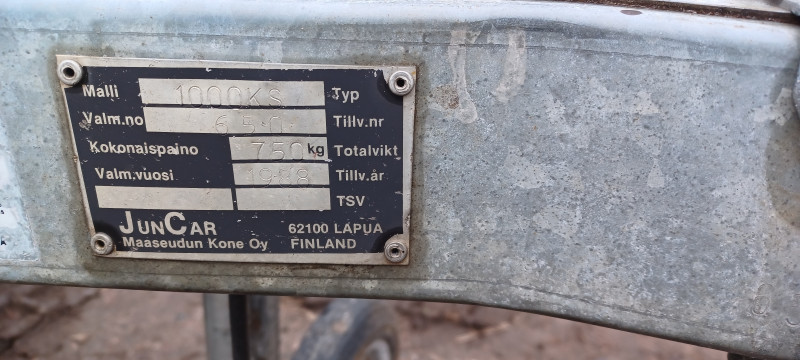 Malli 1000KS Typ
Valm.no 650 Tillv.nr
Kokonaispaino 750 kg Totalvikt
Valm.vuosi 1988 Tillv.år
TSV
JUNCAR 62100 LAPUA
Maaseudun Kone Oy FINLAND